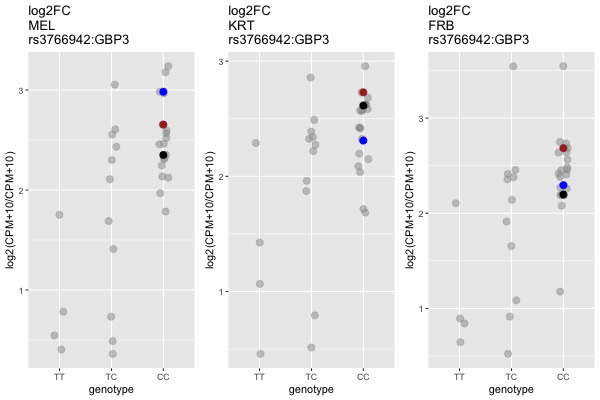 log2FC
MEL
rs3766942:GBP3
log2(CPM+10/CPM+10)
3
2
1
TT TC CC
genotype
log2FC
KRT
rs3766942:GBP3
log2(CPM+10/CPM+10)
3
2
1
TT TC CC
genotype
log2FC
FRB
rs3766942:GBP3
log2(CPM+10/CPM+10)
3
2
1
TT TC CC
genotype